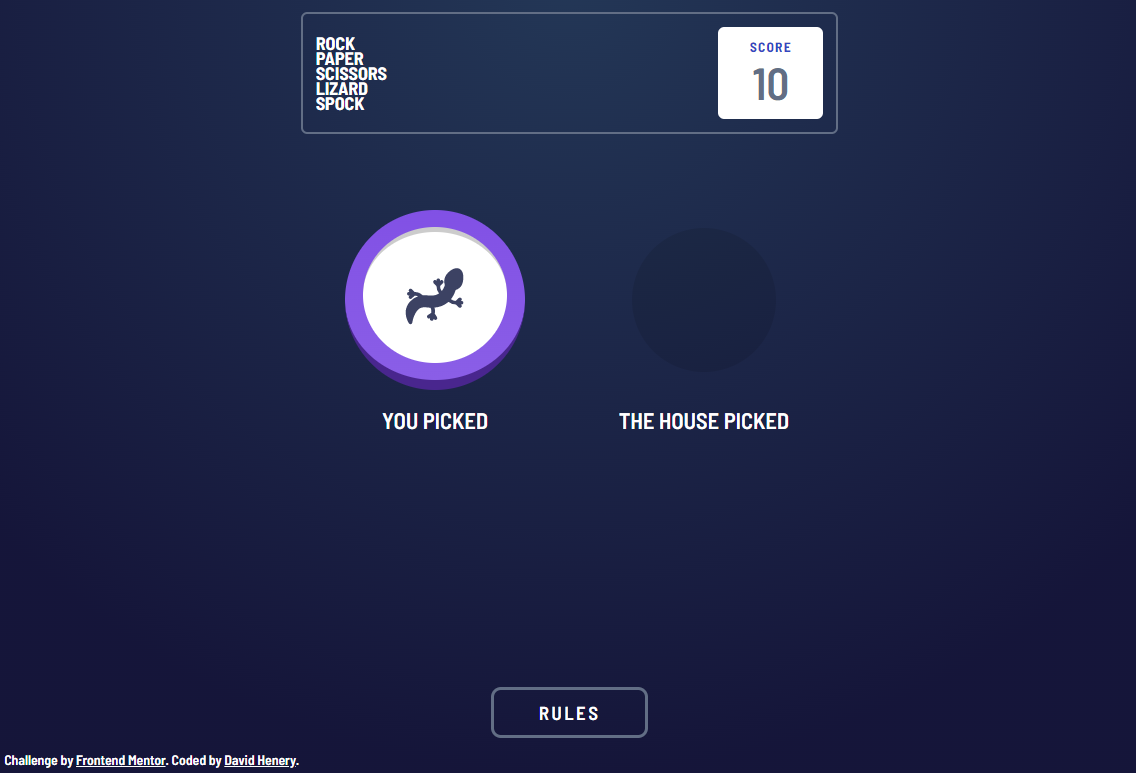 ROCK
PAPER
SCISSORS
LIZARD
SPOCK
SCORE
10
YOU PICKED
THE HOUSE PICKED
RULES
Challenge by Frontend Mentor. Coded by David Henery.